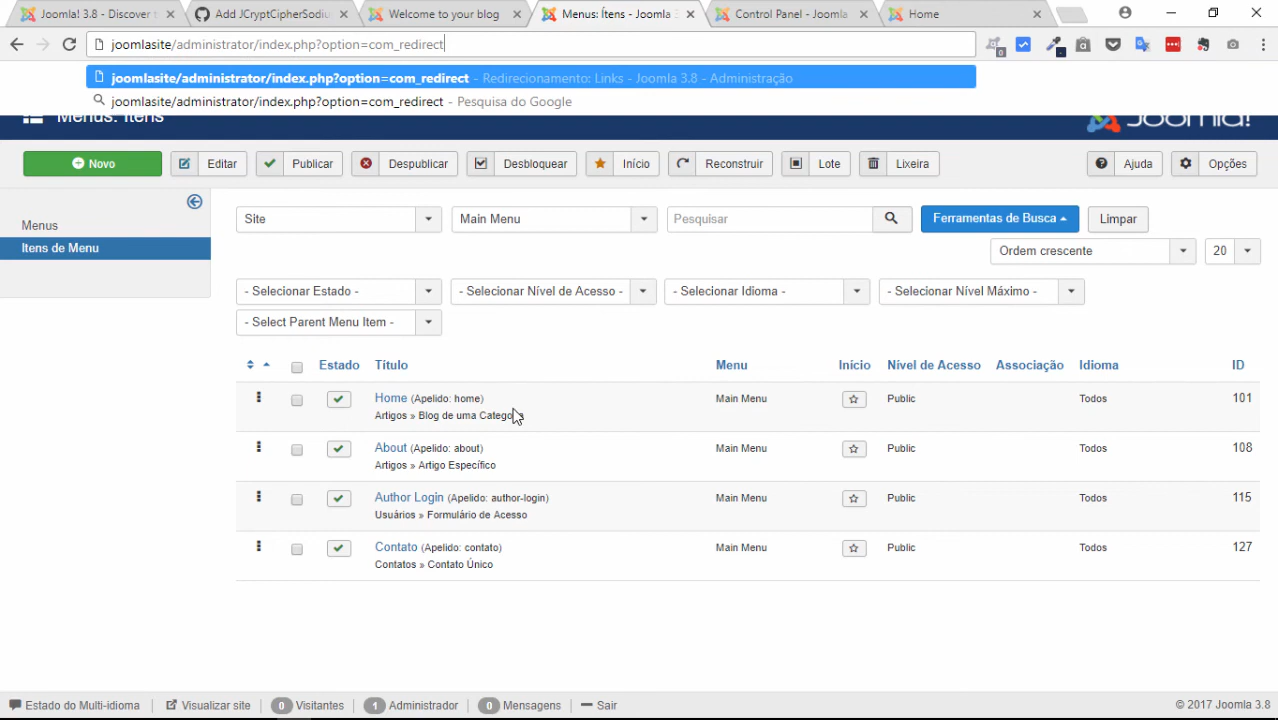 Joomla! 3.8 - Discover t
Add JCryptCipherSodiu
Welcome to your blog
Menus: Itens - Joomla 3
Control Panel - Joomla
Home
joomlasite/administrator/index.php?option=com_redirect
joomlasite/administrator/index.php?option=com_redirect - Redirecionamento: Links - Joomla 3.8 - Administração
joomlasite/administrator/index.php?option=com_redirect - Pesquisa do Google
Menus: Itens
Joomla!
Novo
Editar
Publicar
Despublicar
Desbloquear
Início
Reconstruir
Lote
Lixeira
Ajuda
Opções
Menus
Itens de Menu
Site
Main Menu
Pesquisar
Ferramentas de Busca
Limpar
Ordem crescente
20
- Selecionar Estado -
- Selecionar Nível de Acesso -
- Selecionar Idioma -
- Selecionar Nível Máximo -
- Select Parent Menu Item -
Estado Título Menu Início Nível de Acesso Associação Idioma ID
Home (Apelido: home) Main Menu Public Todos 101
Artigos » Blog de uma Categoria
About (Apelido: about) Main Menu Public Todos 108
Artigos » Artigo Específico
Author Login (Apelido: author-login) Main Menu Public Todos 115
Usuários » Formulário de Acesso
Contato (Apelido: contato) Main Menu Public Todos 127
Contatos » Contato Único
Estado do Multi-idioma
Visualizar site
0 Visitantes
1 Administrador
0 Mensagens
Sair
© 2017 Joomla 3.8